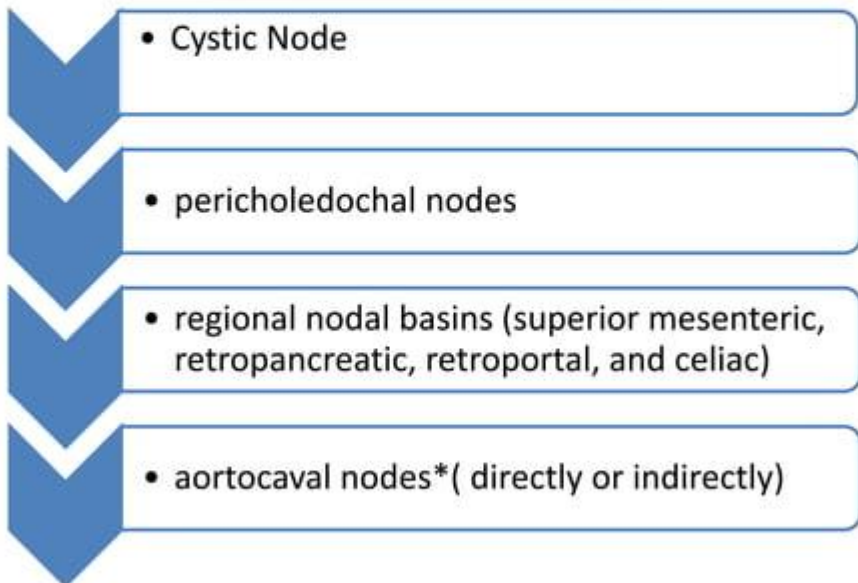 • Cystic Node
• pericholedochal nodes
• regional nodal basins (superior mesenteric,
retropancreatic, retroportal, and celiac)
• aortocaval nodes*( directly or indirectly)